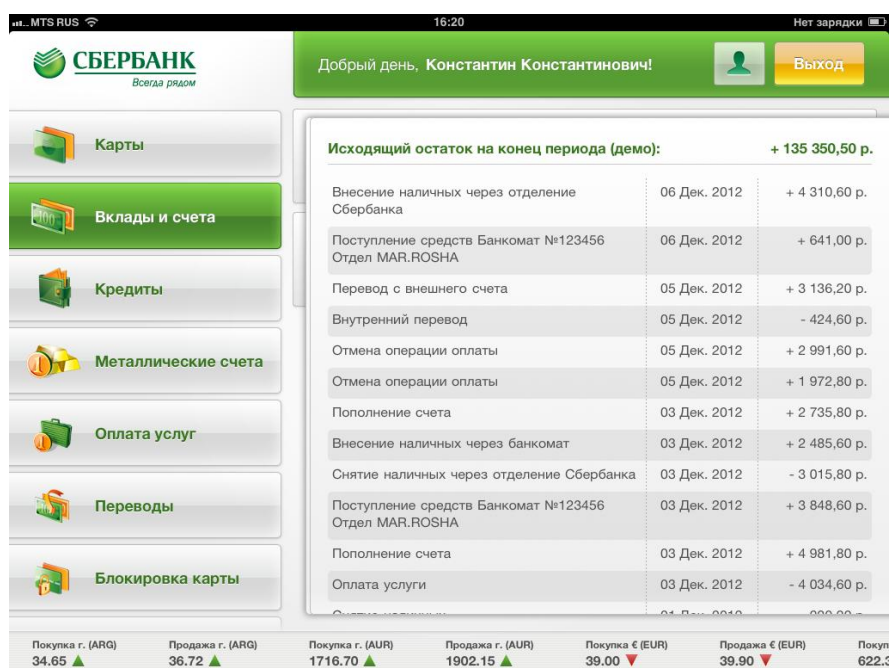 MTS RUS 16:20 Нет зарядки
СБЕРБАНК
Всегда рядом
Добрый день, Константин Константинович!
Выход
Карты
Вклады и счета
Кредиты
Металлические счета
Оплата услуг
Переводы
Блокировка карты
Исходящий остаток на конец периода (демо): + 135 350,50 р.
Внесение наличных через отделение
Сбербанка 06 Дек. 2012 + 4 310,60 р.
Поступление средств Банкомат №123456
Отдел MAR.ROSHA 06 Дек. 2012 + 641,00 р.
Перевод с внешнего счета 05 Дек. 2012 + 3 136,20 р.
Внутренний перевод 05 Дек. 2012 - 424,60 р.
Отмена операции оплаты 05 Дек. 2012 + 2 991,60 р.
Отмена операции оплаты 05 Дек. 2012 + 1 972,80 р.
Пополнение счета 03 Дек. 2012 + 2 735,80 р.
Внесение наличных через банкомат 03 Дек. 2012 + 2 485,60 р.
Снятие наличных через отделение Сбербанка 03 Дек. 2012 - 3 015,80 р.
Поступление средств Банкомат №123456
Отдел MAR.ROSHA 03 Дек. 2012 + 3 848,60 р.
Пополнение счета 03 Дек. 2012 + 4 981,80 р.
Оплата услуги 03 Дек. 2012 - 4 034,60 р.
Покупка г. (ARG) Продажа г. (ARG) Покупка г. (AUR) Продажа г. (AUR) Покупка € (EUR) Продажа € (EUR)
34.65 36.72 1716.70 1902.15 39.00 39.90